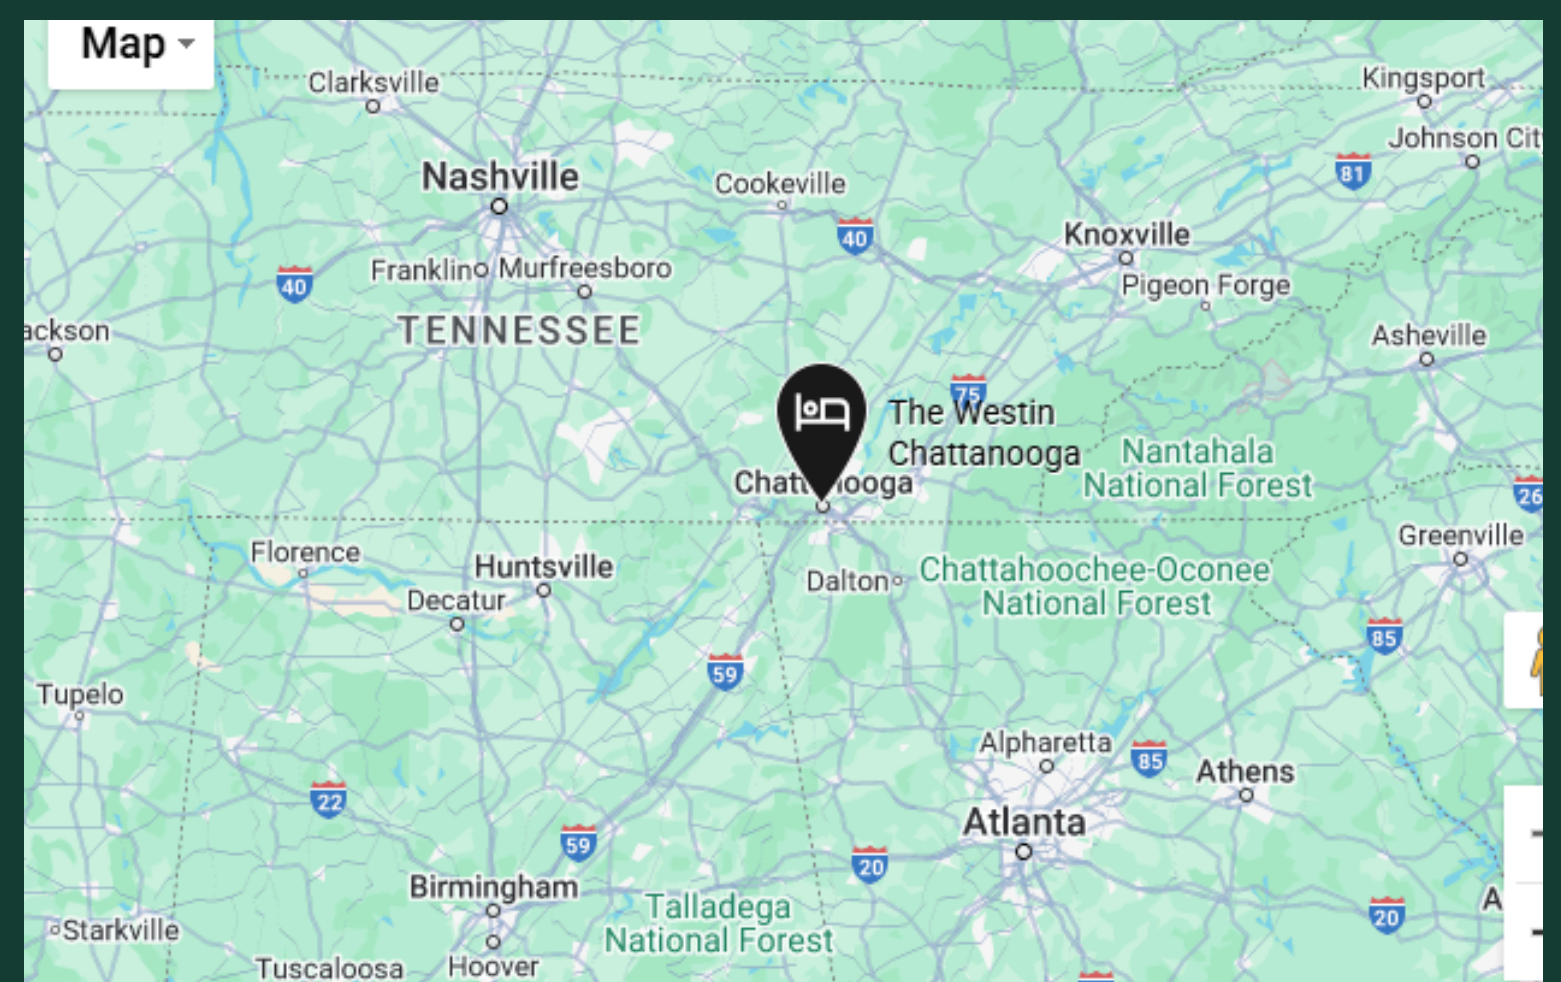 Map
Clarksville
Kingsport
Johnson Cit
81
Nashville
Cookeville
40
Knoxville
Franklin
Murfreesboro
40
Pigeon Forge
TENNESSEE
ackson
Asheville
75
The Westin
Chattanooga
Nantahala
National Forest
Chattanooga
26
Florence
Huntsville
Greenville
Dalton
Chattahoochee-Oconee
National Forest
Decatur
85
59
Tupelo
Alpharetta
85
Athens
22
Atlanta
59
20
Birmingham
Talladega
National Forest
A
20
Starkville
Tuscaloosa
Hoover